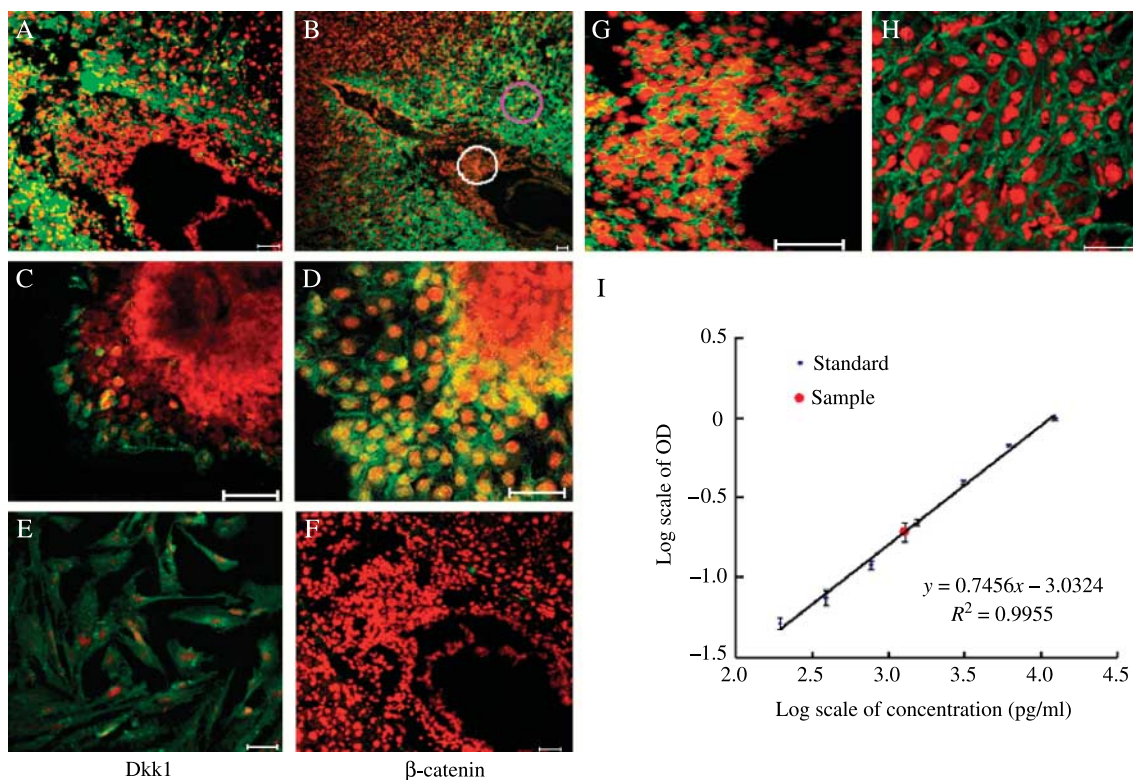 A
B
G
H
C
D
I
E
F
0.5
0
−0.5
−1.0
−1.5
2.0 2.5 3.0 3.5 4.0 4.5
Standard
Sample
y = 0.7456x − 3.0324
R² = 0.9955
Log scale of OD
Log scale of concentration (pg/ml)
Dkk1
β-catenin